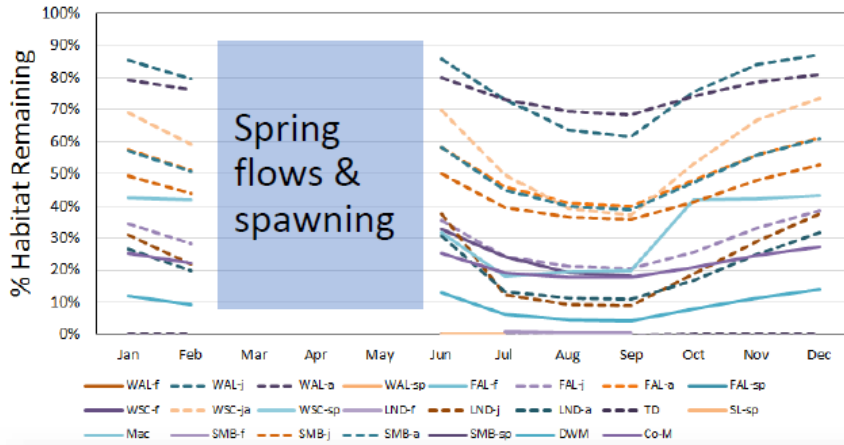 % Habitat Remaining
100%
90%
80%
70%
60%
50%
40%
30%
20%
10%
0%
Spring
flows &
spawning
Jan Feb Mar Apr May Jun Jul Aug Sep Oct Nov Dec
WAL-f WAL-j WAL-a WAL-sp FAL-f FAL-j FAL-a FAL-sp
WSC-f WSC-ja WSC-sp LND-f LND-j LND-a TD SL-sp
Mac SMB-f SMB-j SMB-a SMB-sp DWM Co-M